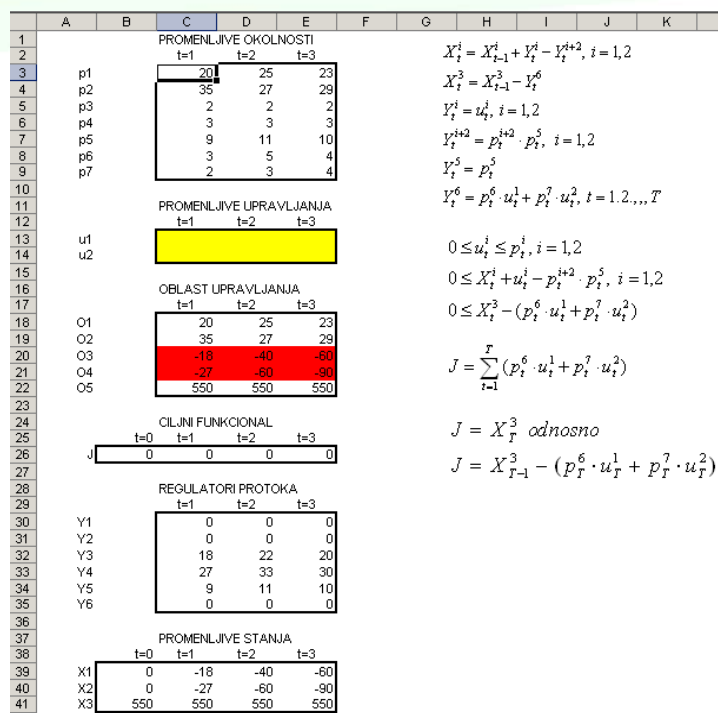 A B C D E F G H I J K
1 PROMENLJIVE OKOLNOSTI
2 t=1 t=2 t=3
3 p1 20 25 23
4 p2 35 27 29
5 p3 2 2 2
6 p4 3 3 3
7 p5 9 11 10
8 p6 3 5 4
9 p7 2 3 4
10
11 PROMENLJIVE UPRAVLJANJA
12 t=1 t=2 t=3
13 u1
14 u2
15
16 OBLAST UPRAVLJANJA
17 t=1 t=2 t=3
18 O1 20 25 23
19 O2 35 27 29
20 O3 -18 -40 -60
21 O4 -27 -60 -90
22 O5 550 550 550
23
24 CILJNI FUNKCIONAL
25 t=0 t=1 t=2 t=3
26 J 0 0 0 0
27
28 REGULATORI PROTOKA
29 t=1 t=2 t=3
30 Y1 0 0 0
31 Y2 0 0 0
32 Y3 18 22 20
33 Y4 27 33 30
34 Y5 9 11 10
35 Y6 0 0 0
36
37 PROMENLJIVE STANJA
38 t=0 t=1 t=2 t=3
39 X1 0 -18 -40 -60
40 X2 0 -27 -60 -90
41 X3 550 550 550 550
X_t^i = X_{t-1}^i + Y_t^i - Y_t^{i+2}, i = 1,2
X_t^3 = X_{t-1}^3 - Y_t^6
Y_t^i = u_t^i, i = 1,2
Y_t^{i+2} = p_t^{i+2} · p_t^5, i = 1,2
Y_t^5 = p_t^5
Y_t^6 = p_t^6 · u_t^1 + p_t^7 · u_t^2, t = 1.2.,,, T
0 ≤ u_t^i ≤ p_t^i, i = 1,2
0 ≤ X_t^i + u_t^i - p_t^{i+2} · p_t^5, i = 1,2
0 ≤ X_t^3 - (p_t^6 · u_t^1 + p_t^7 · u_t^2)
J = ∑_{t=1}^T (p_t^6 · u_t^1 + p_t^7 · u_t^2)
J = X_T^3 odnosno
J = X_{T-1}^3 - (p_T^6 · u_T^1 + p_T^7 · u_T^2)